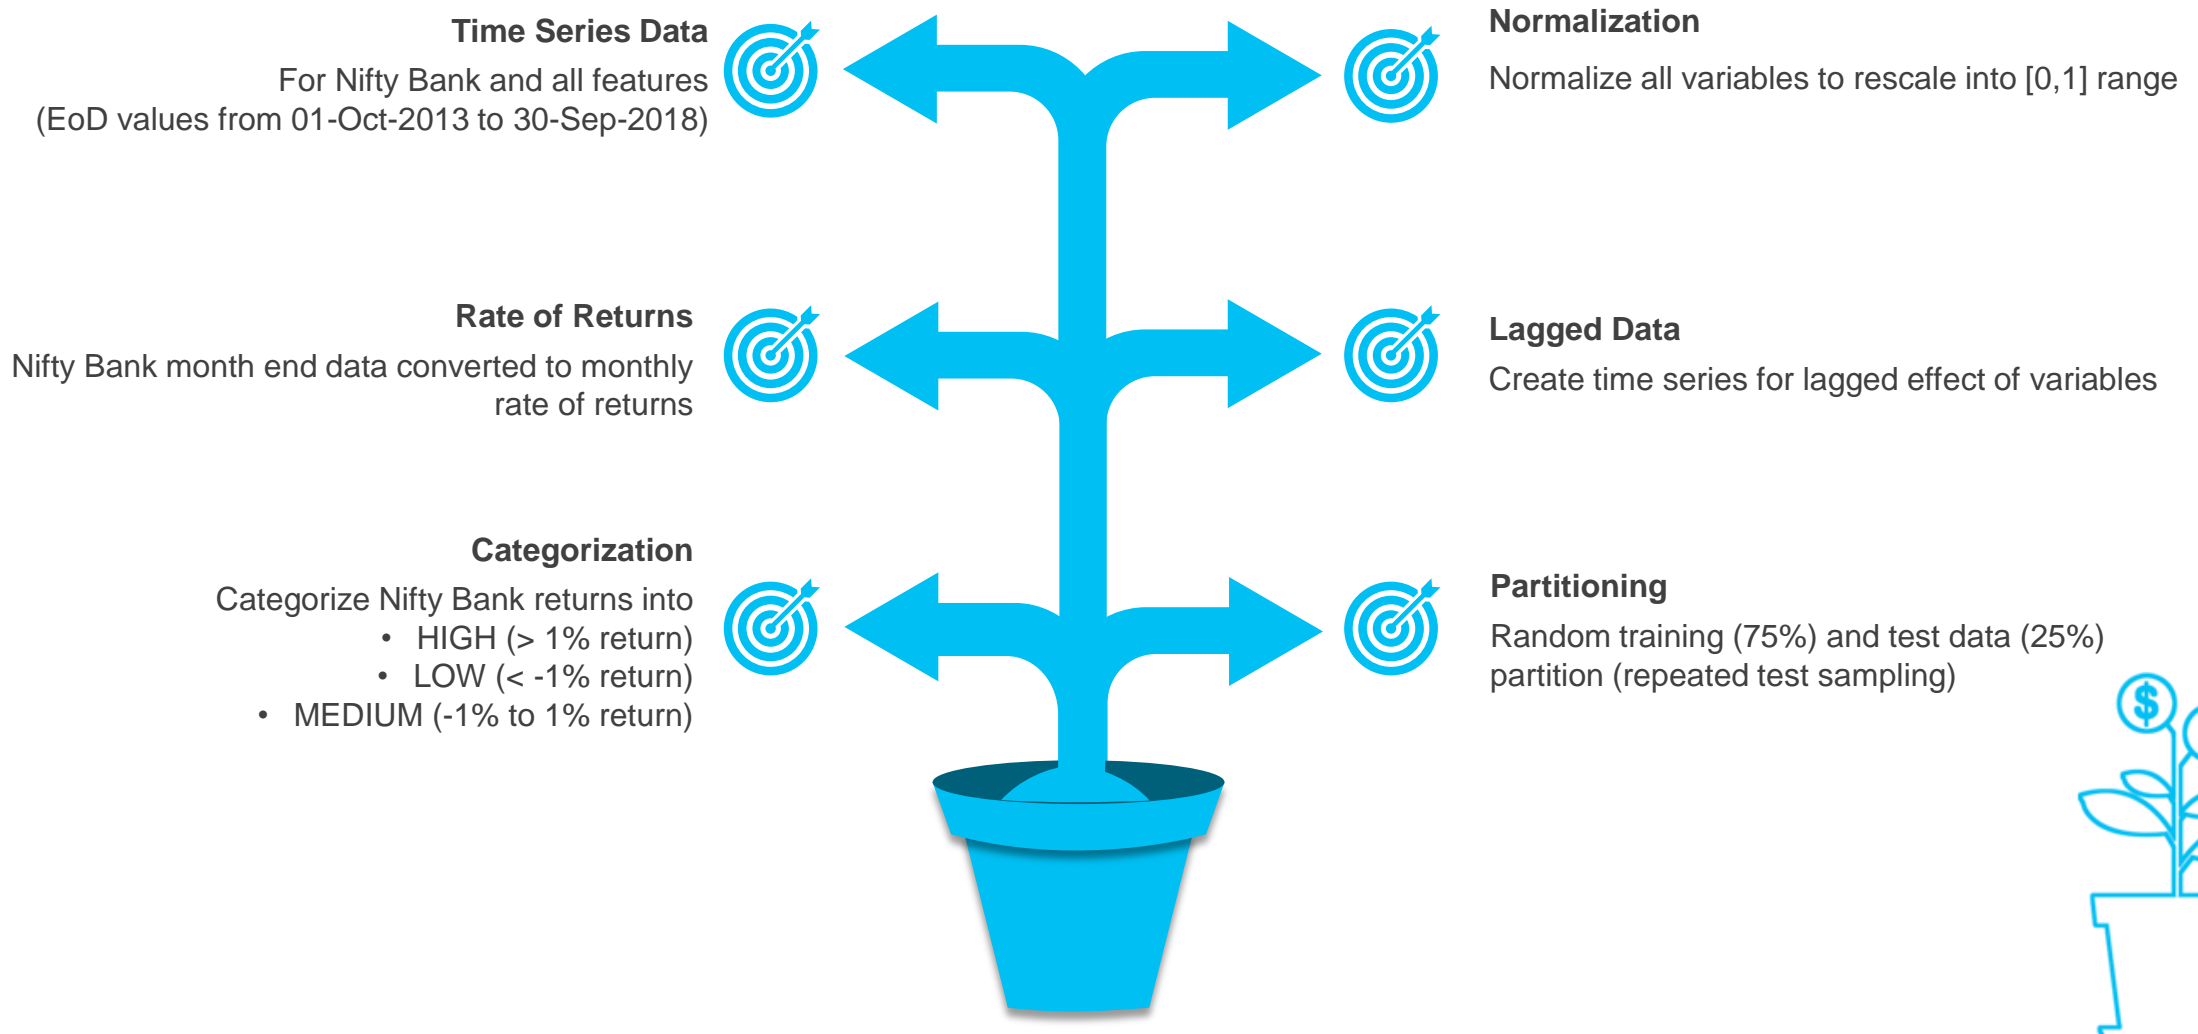 Time Series Data
For Nifty Bank and all features
(EoD values from 01-Oct-2013 to 30-Sep-2018)
Rate of Returns
Nifty Bank month end data converted to monthly
rate of returns
Categorization
Categorize Nifty Bank returns into
• HIGH (> 1% return)
• LOW (< -1% return)
• MEDIUM (-1% to 1% return)
Normalization
Normalize all variables to rescale into [0,1] range
Lagged Data
Create time series for lagged effect of variables
Partitioning
Random training (75%) and test data (25%)
partition (repeated test sampling)
$